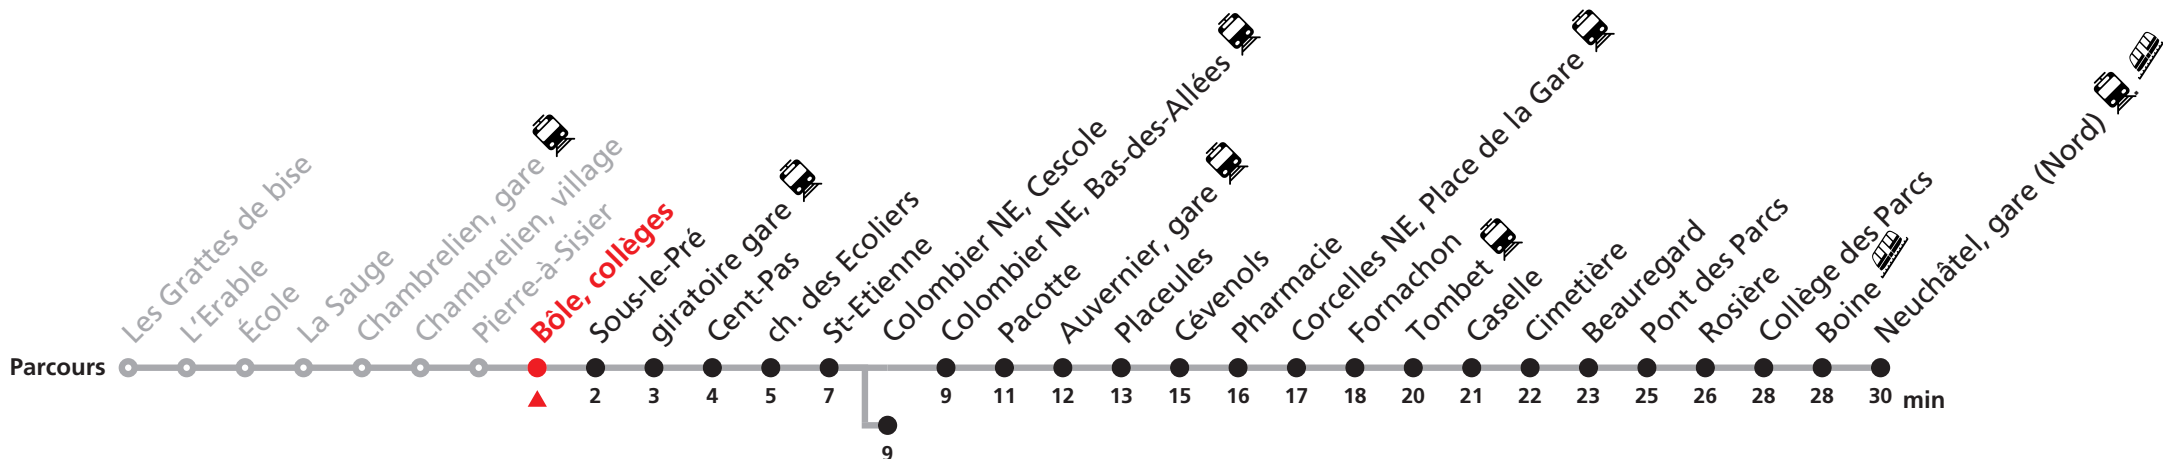 Les Grattes de bise
L'Erable
École
La Sauge
Chambrelien, gare
Chambrelien, village
Pierre-à-Sisier
Bôle, collèges
Sous-le-Pré
giratoire gare
Cent-Pas
ch. des Ecoliers
St-Etienne
Colombier NE, Cescole
Colombier NE, Bas-des-Allées
Pacotte
Auvernier, gare
Placeules
Cévenols
Pharmacie
Corcelles NE, Place de la Gare
Fornachon
Tombet
Caselle
Cimetière
Beauregard
Pont des Parcs
Rosière
Collège des Parcs
Boine
Neuchâtel, gare (Nord)
Parcours
2 3 4 5 7 9 11 12 13 15 16 17 18 20 21 22 23 25 26 28 28 30 min
9